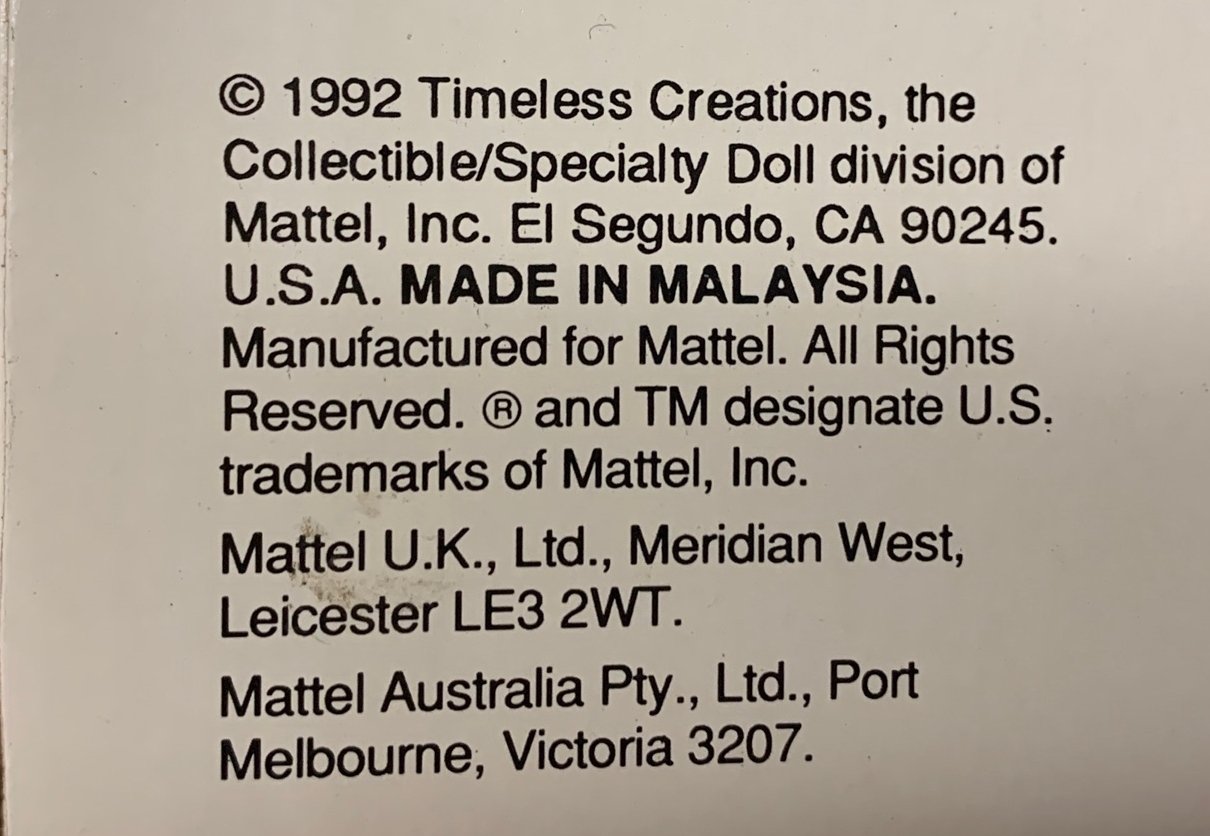 © 1992 Timeless Creations, the
Collectible/Specialty Doll division of
Mattel, Inc. El Segundo, CA 90245.
U.S.A. MADE IN MALAYSIA.
Manufactured for Mattel. All Rights
Reserved. ® and TM designate U.S.
trademarks of Mattel, Inc.
Mattel U.K., Ltd., Meridian West,
Leicester LE3 2WT.
Mattel Australia Pty., Ltd., Port
Melbourne, Victoria 3207.